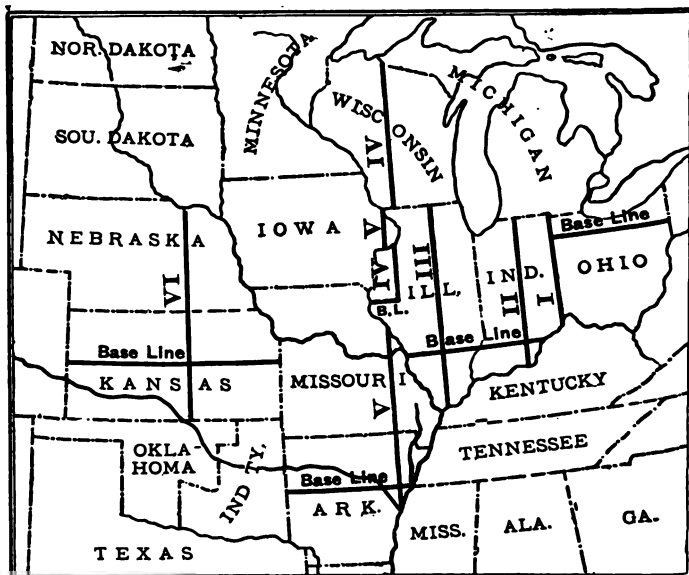 NOR. DAKOTA
MINNESOTA
MICHIGAN
WISCONSIN
SOU. DAKOTA
IV
NEBRASKA
IOWA
V
III
IND.
Base Line
OHIO
VI
IV
ILL,
II
I
B.L.
Base Line
Base Line
KANSAS
MISSOURI
V
KENTUCKY
OKLA-
HOMA
IND TY,
TENNESSEE
Base Line
ARK.
MISS.
ALA.
GA.
TEXAS